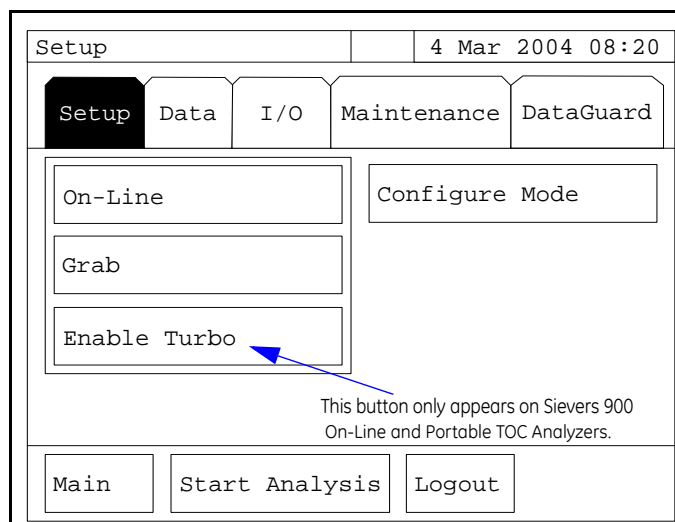 Setup 4 Mar 2004 08:20
Setup Data I/O Maintenance DataGuard
On-Line Configure Mode
Grab
Enable Turbo
This button only appears on Sievers 900
On-Line and Portable TOC Analyzers.
Main Start Analysis Logout